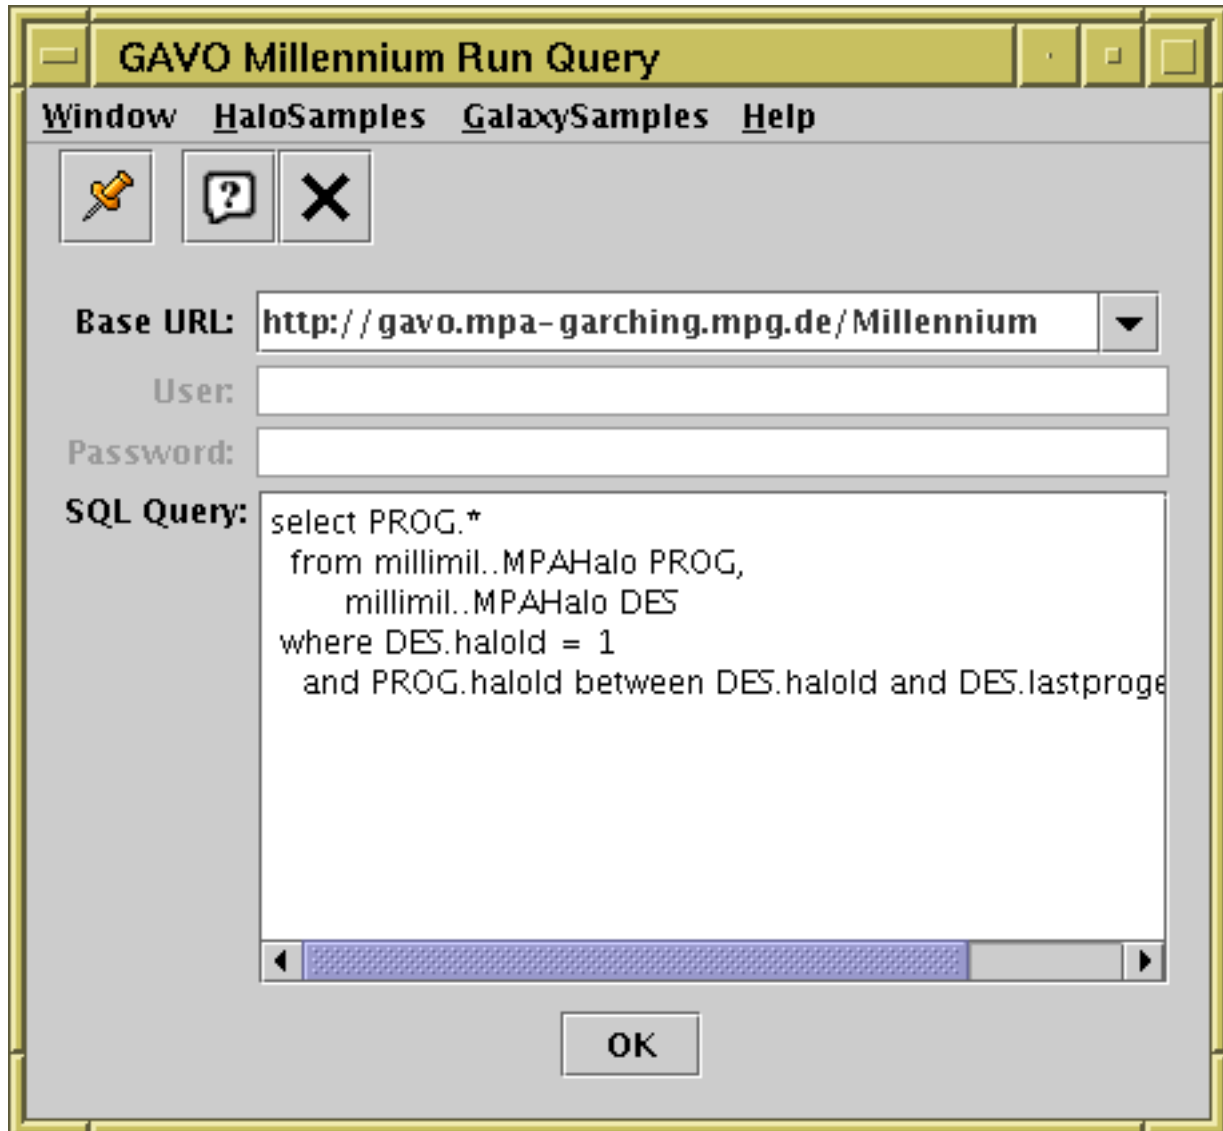 GAVO Millennium Run Query
Window HaloSamples GalaxySamples Help
Base URL: http://gavo.mpa-garching.mpg.de/Millennium
User:
Password:
SQL Query:
select PROG.*
from millimil..MPAHalo PROG,
millimil..MPAHalo DES
where DES.haloId = 1
and PROG.haloId between DES.haloId and DES.lastproge
OK